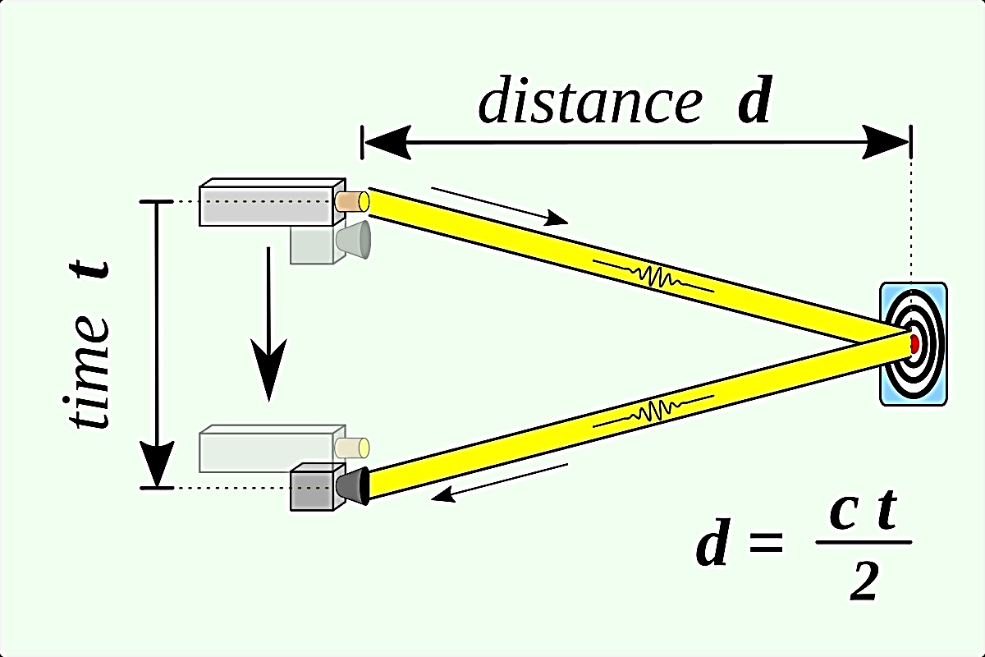 distance d
time t
d = c t / 2